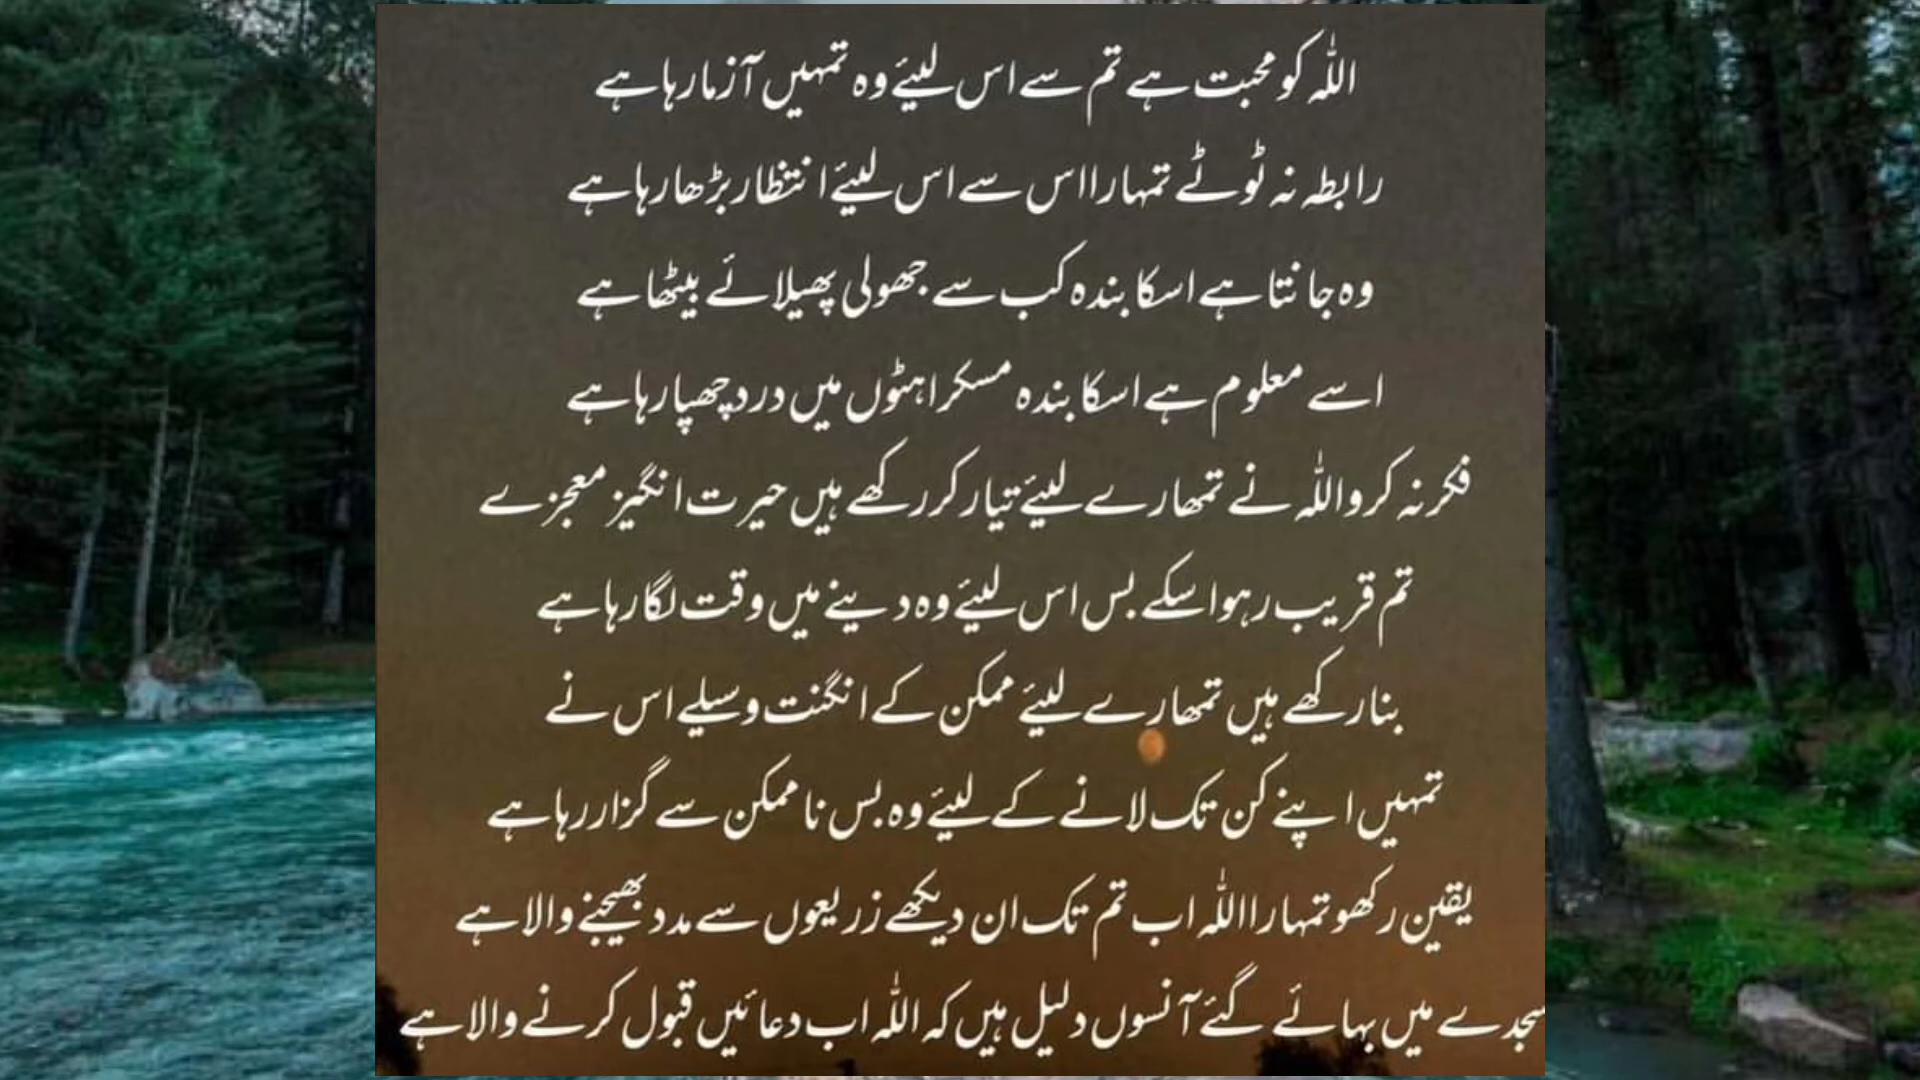 اللہ کو محبت ہے تم سے اس لیئے وہ تمہیں آزما رہا ہے
رابطہ نہ ٹوٹے تمہارا اس سے اس لیئے انتظار بڑھا رہا ہے
وہ جانتا ہے اسکا بندہ کب سے جھولی پھیلائے بیٹھا ہے
اسے معلوم ہے اسکا بندہ مسکراہٹوں میں درد چھپا رہا ہے
فکر نہ کرو اللہ نے تمھارے لیئے تیار کر رکھے ہیں حیرت انگیز معجزے
تم قریب رہو اسکے بس اس لیئے وہ دینے میں وقت لگا رہا ہے
بنا رکھے ہیں تمھارے لیئے ممکن کے انگنت وسیلے اس نے
تمہیں اپنے کن تک لانے کے لیئے وہ بس ناممکن سے گزار رہا ہے
یقین رکھو تمہارا اللہ اب تم تک ان دیکھے زریعوں سے مدد بھیجنے والا ہے
سجدے میں بہائے گئے آنسوں دلیل ہیں کہ اللہ اب دعائیں قبول کرنے والا ہے